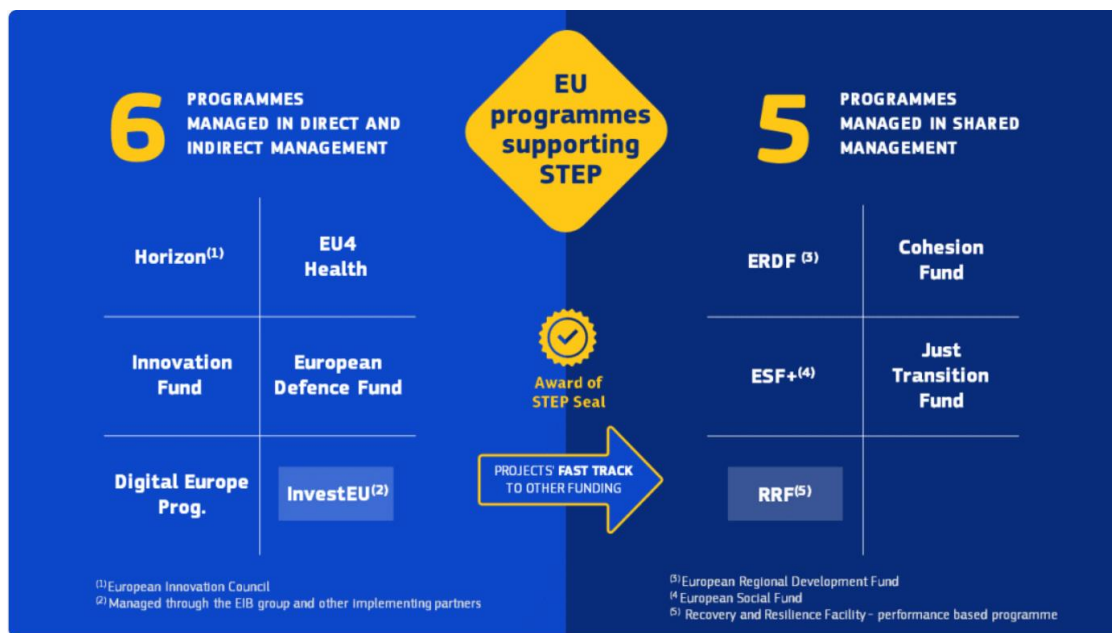 6
PROGRAMMES
MANAGED IN DIRECT AND
INDIRECT MANAGEMENT
EU
programmes
supporting
STEP
5
PROGRAMMES
MANAGED IN SHARED
MANAGEMENT
Horizon(1)
EU4
Health
Innovation
Fund
European
Defence Fund
Digital Europe
Prog.
InvestEU(2)
Award of
STEP Seal
PROJECTS' FAST TRACK
TO OTHER FUNDING
ERDF (3)
Cohesion
Fund
ESF+(4)
Just
Transition
Fund
RRF(5)
(1)European Innovation Council
(2)Managed through the EIB group and other implementing partners
(3)European Regional Development Fund
(4 European Social Fund
(5) Recovery and Resilience Facility - performance based programme